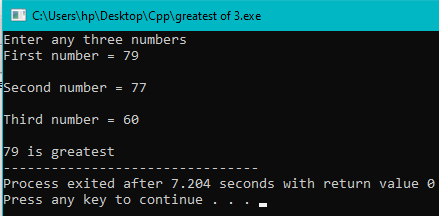 C:\Users\hp\Desktop\Cpp\greatest of 3.exe
Enter any three numbers
First number = 79
Second number = 77
Third number = 60
79 is greatest
--------------------------------
Process exited after 7.204 seconds with return value 0
Press any key to continue . . .